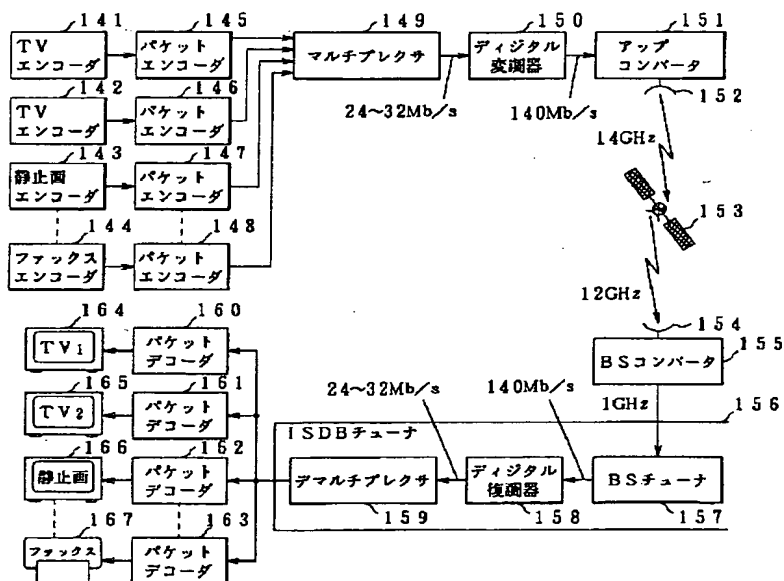 141 145 149 150 151
TV
エンコーダ
パケット
エンコーダ
マルチプレクサ
ディジタル
変調器
アップ
コンバータ
142 146
TV
エンコーダ
パケット
エンコーダ
24~32Mb/s
140Mb/s
152
143 147
静止画
エンコーダ
パケット
エンコーダ
14GHz
153
144 148
ファックス
エンコーダ
パケット
エンコーダ
12GHz
154
164 160
TV1
パケット
デコーダ
BSコンバータ
155
165 161
TV2
パケット
デコーダ
24~32Mb/s
140Mb/s
1GHz
156
ISDBチューナ
166 162
静止画
パケット
デコーダ
デマルチプレクサ
ディジタル
復調器
BSチューナ
159 158 157
167 163
ファックス
パケット
デコーダ